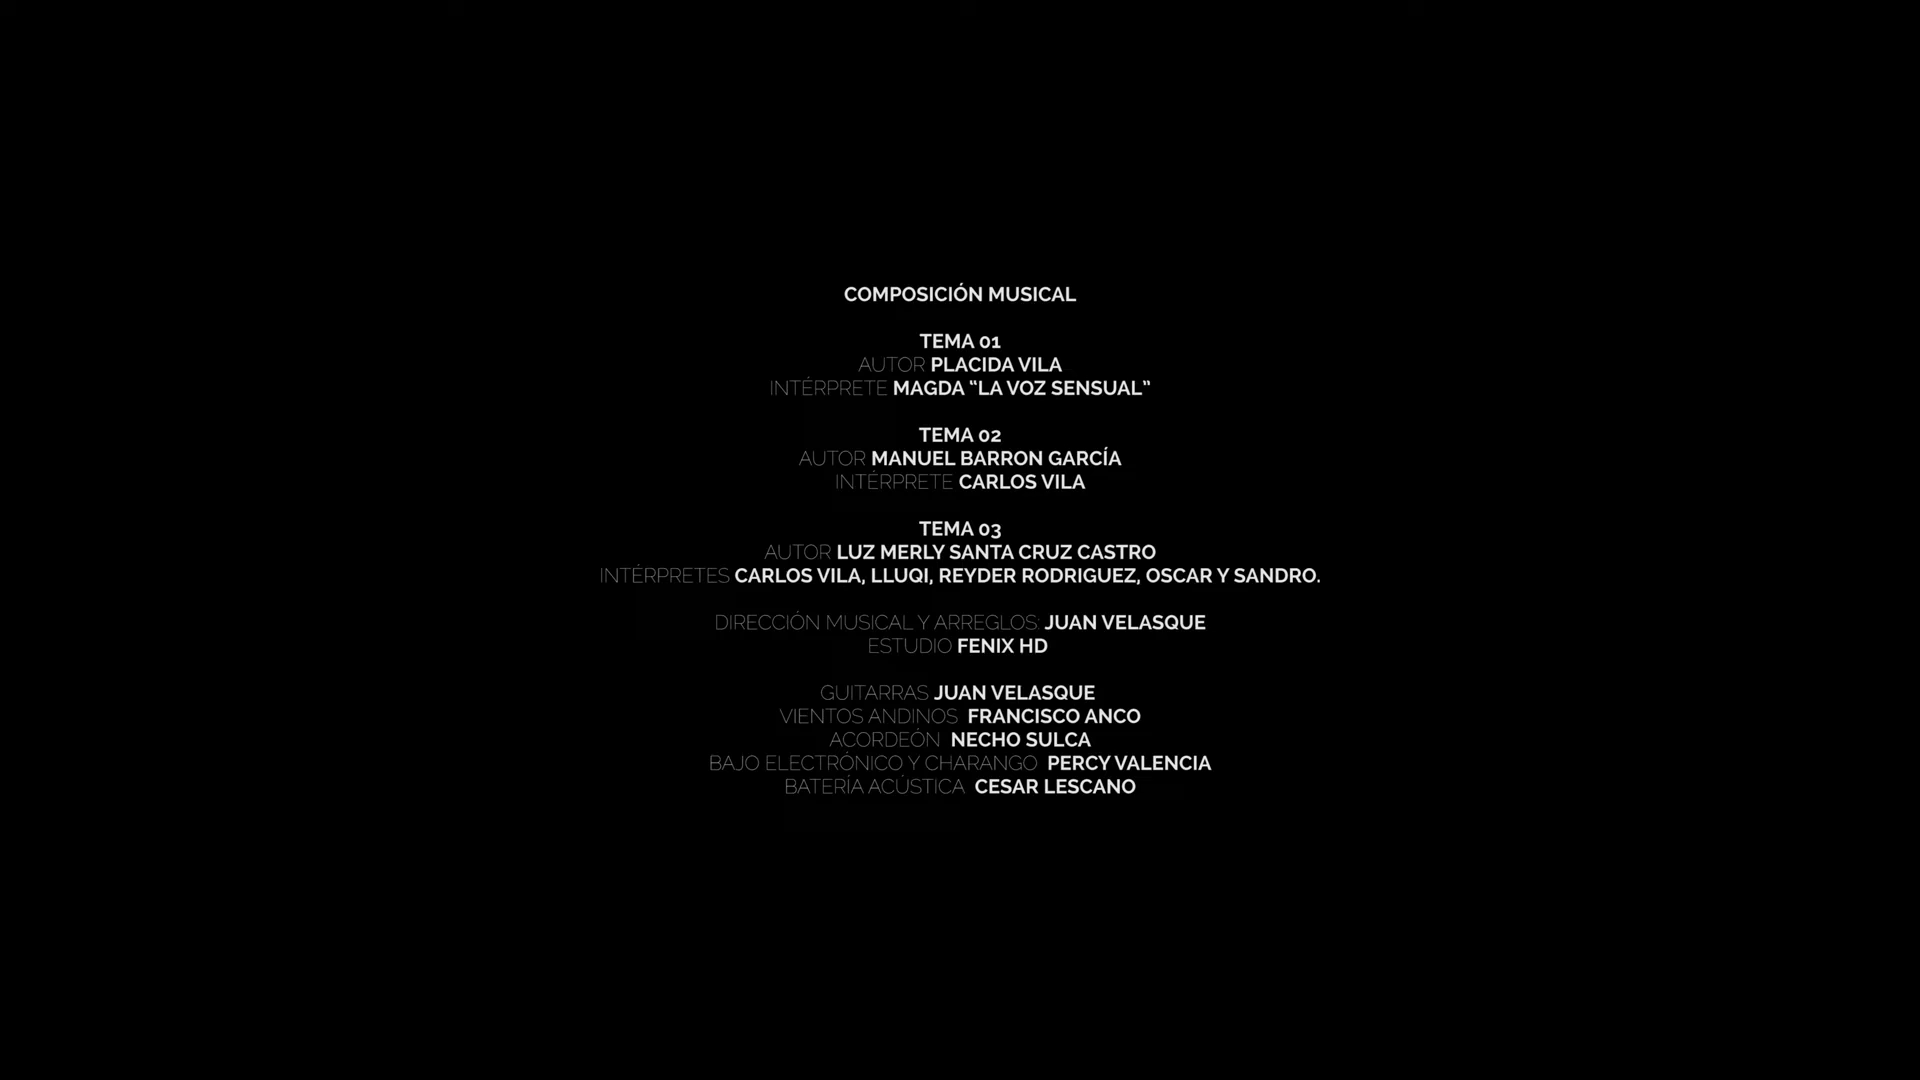 COMPOSICIÓN MUSICAL
TEMA 01
AUTOR PLACIDA VILA
INTÉRPRETE MAGDA “LA VOZ SENSUAL”
TEMA 02
AUTOR MANUEL BARRON GARCÍA
INTÉRPRETE CARLOS VILA
TEMA 03
AUTOR LUZ MERLY SANTA CRUZ CASTRO
INTÉRPRETES CARLOS VILA, LLUQI, REYDER RODRIGUEZ, OSCAR Y SANDRO.
DIRECCIÓN MUSICAL Y ARREGLOS: JUAN VELASQUE
ESTUDIO FENIX HD
GUITARRAS JUAN VELASQUE
VIENTOS ANDINOS FRANCISCO ANCO
ACORDEÓN NECHO SULCA
BAJO ELECTRÓNICO Y CHARANGO PERCY VALENCIA
BATERÍA ACÚSTICA CESAR LESCANO